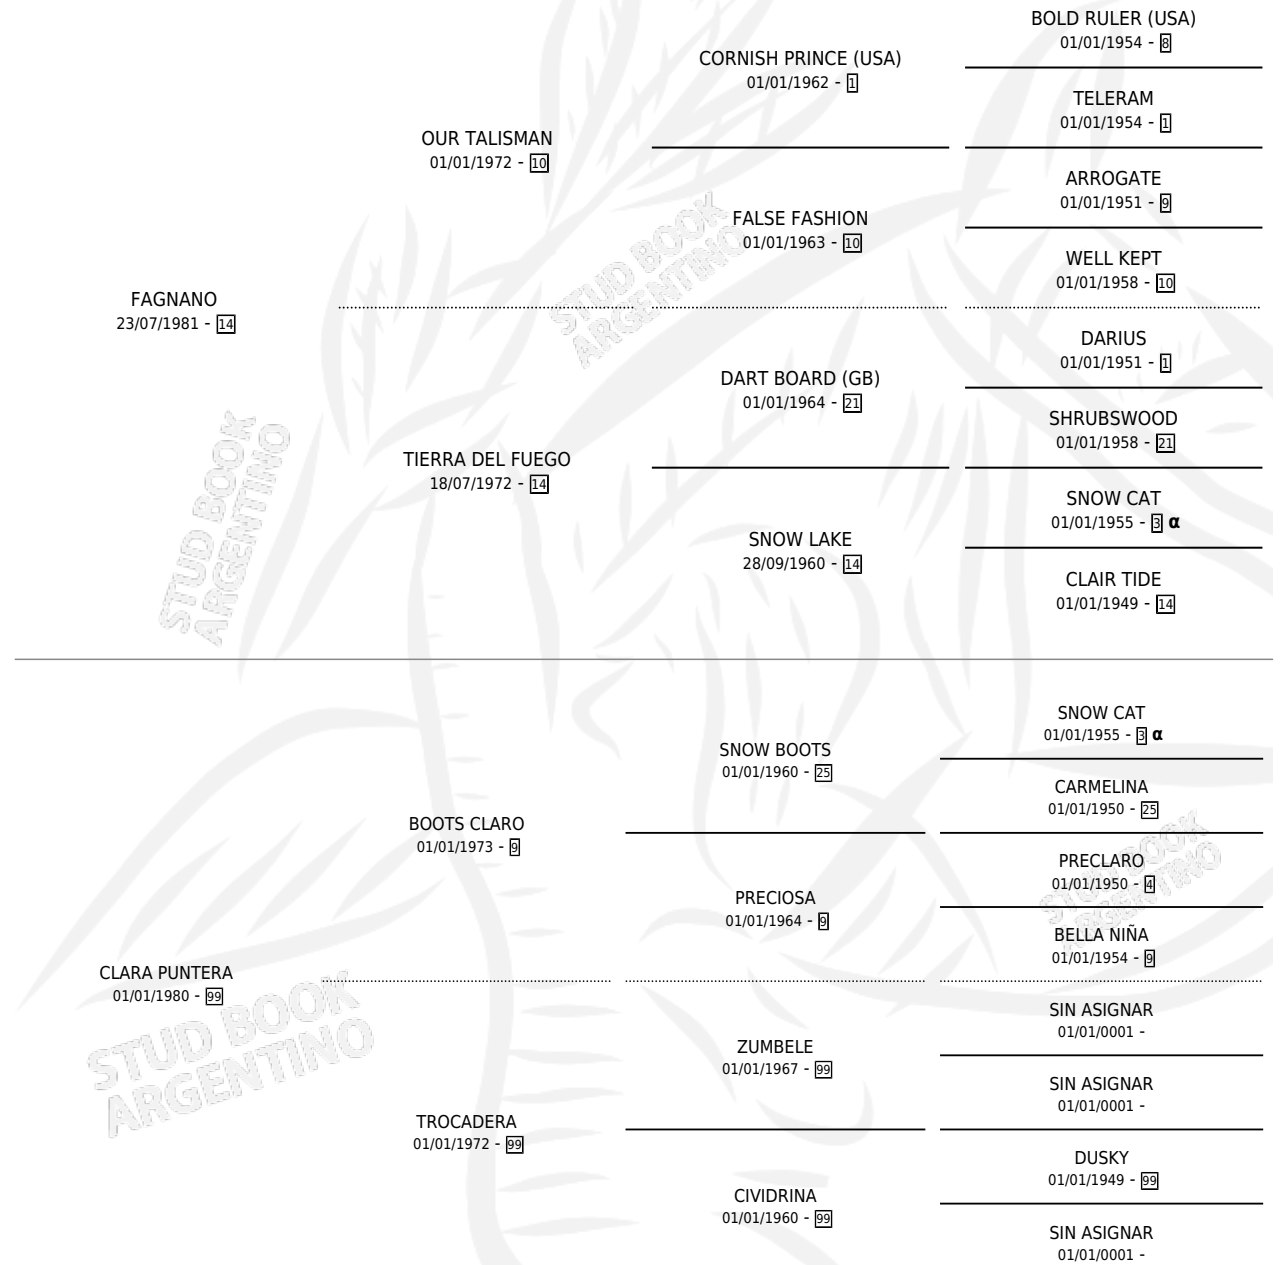 BOLD RULER (USA)
01/01/1954 - 8
CORNISH PRINCE (USA)
01/01/1962 - 1
TELERAM
01/01/1954 - 1
OUR TALISMAN
01/01/1972 - 10
ARROGATE
01/01/1951 - 9
FALSE FASHION
01/01/1963 - 10
WELL KEPT
01/01/1958 - 10
FAGNANO
23/07/1981 - 14
DARIUS
01/01/1951 - 1
DART BOARD (GB)
01/01/1964 - 21
SHRUBSWOOD
01/01/1958 - 21
TIERRA DEL FUEGO
18/07/1972 - 14
SNOW CAT
01/01/1955 - 3 α
SNOW LAKE
28/09/1960 - 14
CLAIR TIDE
01/01/1949 - 14
SNOW CAT
01/01/1955 - 3 α
SNOW BOOTS
01/01/1960 - 25
CARMELINA
01/01/1950 - 25
BOOTS CLARO
01/01/1973 - 9
PRECLARO
01/01/1950 - 4
PRECIOSA
01/01/1964 - 9
BELLA NIÑA
01/01/1954 - 9
CLARA PUNTERA
01/01/1980 - 99
SIN ASIGNAR
01/01/0001 -
ZUMBELE
01/01/1967 - 99
SIN ASIGNAR
01/01/0001 -
TROCADERA
01/01/1972 - 99
DUSKY
01/01/1949 - 99
CIVIDRINA
01/01/1960 - 99
SIN ASIGNAR
01/01/0001 -
STUD BOOK
ARGENTINO
STUD BOOK
ARGENTINO
STUD BOOK
ARGENTINO
STUD BOOK
ARGENTINO